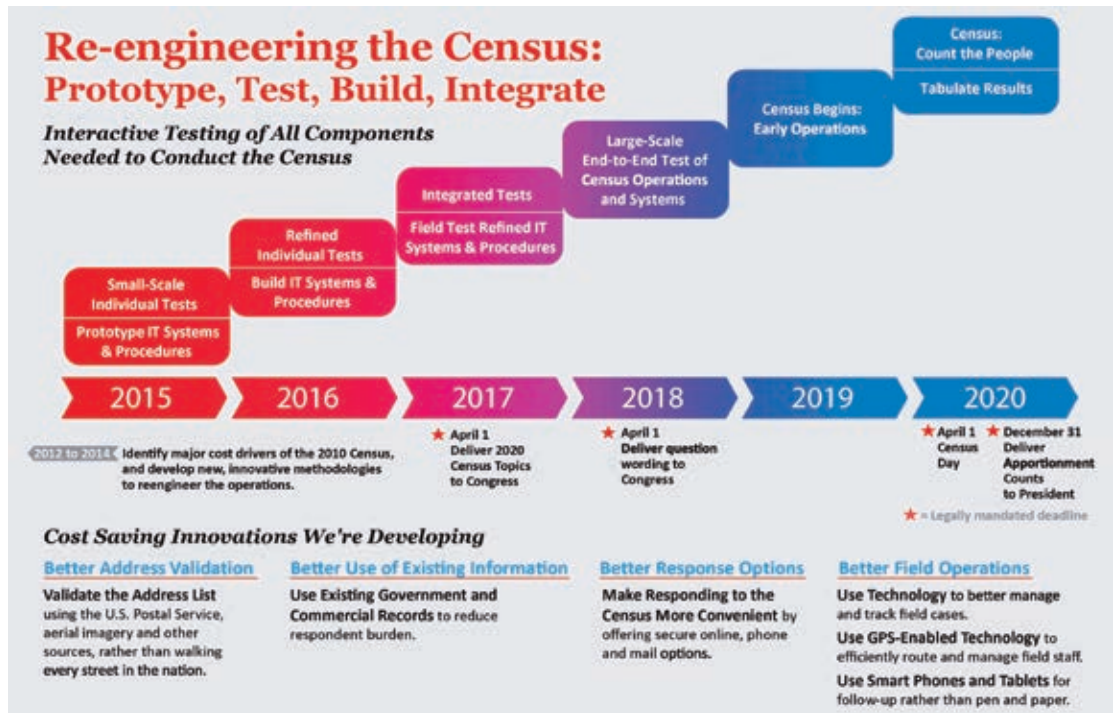 Re-engineering the Census:
Prototype, Test, Build, Integrate
Interactive Testing of All Components
Needed to Conduct the Census
Small-Scale
Individual Tests
Prototype IT Systems
& Procedures
Refined
Individual Tests
Build IT Systems &
Procedures
Integrated Tests
Field Test Refined IT
Systems & Procedures
Large-Scale
End-to-End Test of
Census Operations
and Systems
Census Begins:
Early Operations
Census:
Count the People
Tabulate Results
2015
2016
2017
2018
2019
2020
2012 to 2014
Identify major cost drivers of the 2010 Census,
and develop new, innovative methodologies
to reengineer the operations.
★ April 1
Deliver 2020
Census Topics
to Congress
★ April 1
Deliver question
wording to
Congress
★ April 1
Census
Day
★ December 31
Deliver
Apportionment
Counts
to President
★ = Legally mandated deadline
Cost Saving Innovations We're Developing
Better Address Validation
Validate the Address List
using the U.S. Postal Service,
aerial imagery and other
sources, rather than walking
every street in the nation.
Better Use of Existing Information
Use Existing Government and
Commercial Records to reduce
respondent burden.
Better Response Options
Make Responding to the
Census More Convenient by
offering secure online, phone
and mail options.
Better Field Operations
Use Technology to better manage
and track field cases.
Use GPS-Enabled Technology to
efficiently route and manage field staff.
Use Smart Phones and Tablets for
follow-up rather than pen and paper.